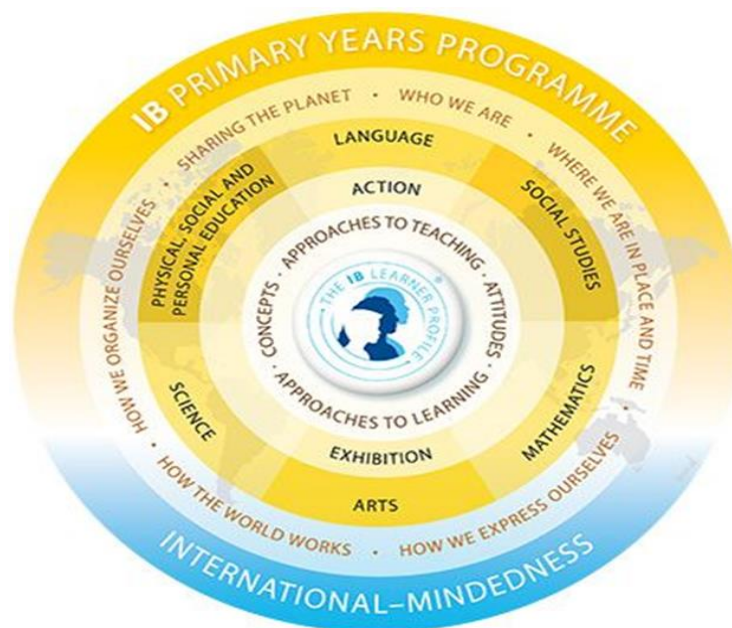 IB PRIMARY YEARS PROGRAMME
SHARING THE PLANET • WHO WE ARE • WHERE WE ARE IN PLACE AND TIME •
HOW WE ORGANIZE OURSELVES •
LANGUAGE
SOCIAL STUDIES
PHYSICAL, SOCIAL AND
PERSONAL EDUCATION
ACTION
APPROACHES TO TEACHING •
ATTITUDES •
CONCEPTS •
THE IB LEARNER PROFILE
®
APPROACHES TO LEARNING •
SCIENCE
MATHEMATICS
EXHIBITION
ARTS
HOW THE WORLD WORKS • HOW WE EXPRESS OURSELVES
INTERNATIONAL–MINDEDNESS